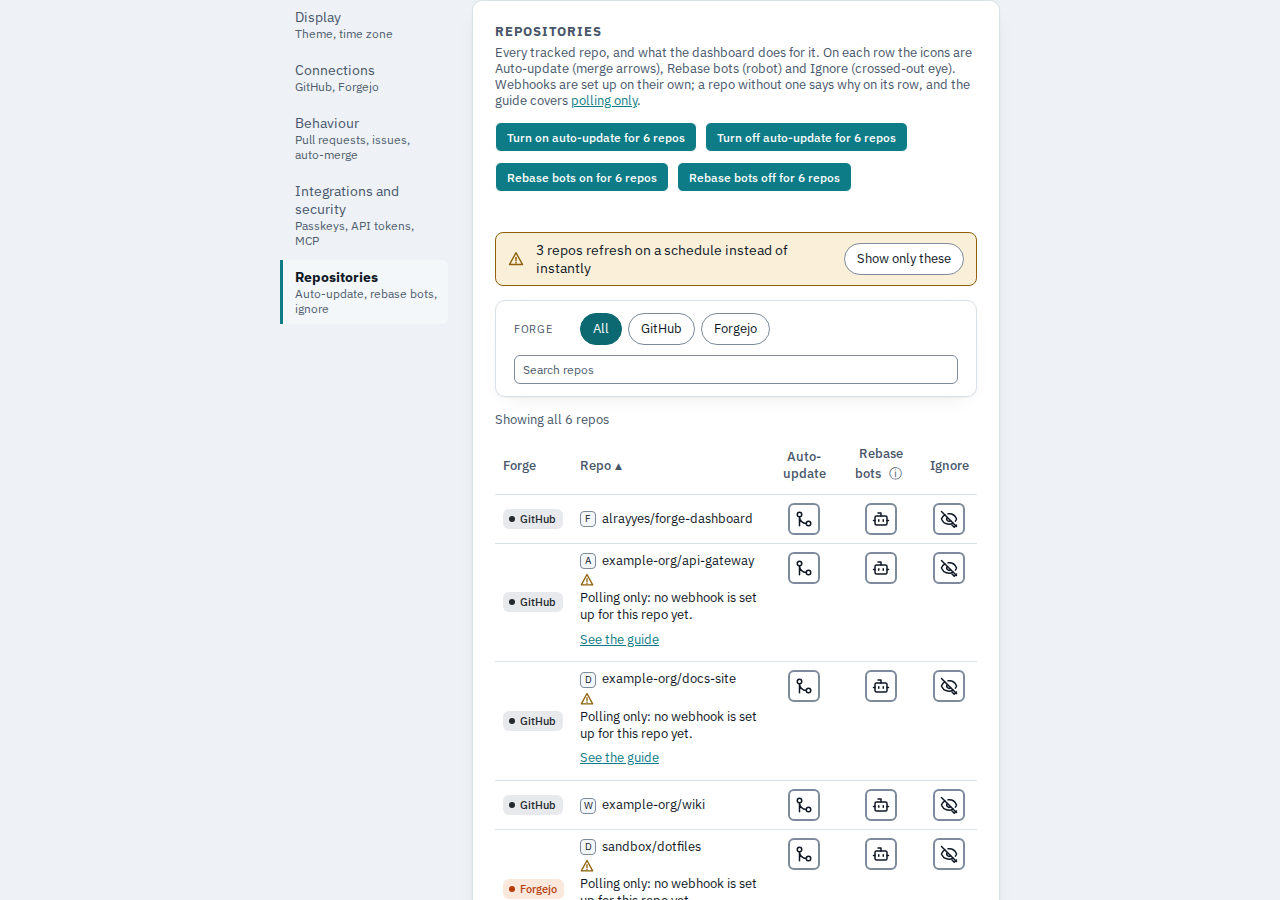 Display
Theme, time zone
Connections
GitHub, Forgejo
Behaviour
Pull requests, issues,
auto-merge
Integrations and
security
Passkeys, API tokens,
MCP
Repositories
Auto-update, rebase bots,
ignore
REPOSITORIES
Every tracked repo, and what the dashboard does for it. On each row the icons are
Auto-update (merge arrows), Rebase bots (robot) and Ignore (crossed-out eye).
Webhooks are set up on their own; a repo without one says why on its row, and the
guide covers polling only.
Turn on auto-update for 6 repos
Turn off auto-update for 6 repos
Rebase bots on for 6 repos
Rebase bots off for 6 repos
3 repos refresh on a schedule instead of
instantly
Show only these
FORGE
All
GitHub
Forgejo
Search repos
Showing all 6 repos
Forge
Repo ▲
Auto-
update
Rebase
bots ⓘ
Ignore
GitHub
F alrayyes/forge-dashboard
GitHub
A example-org/api-gateway
Polling only: no webhook is set
up for this repo yet.
See the guide
GitHub
D example-org/docs-site
Polling only: no webhook is set
up for this repo yet.
See the guide
GitHub
W example-org/wiki
Forgejo
D sandbox/dotfiles
Polling only: no webhook is set
up for this repo yet.